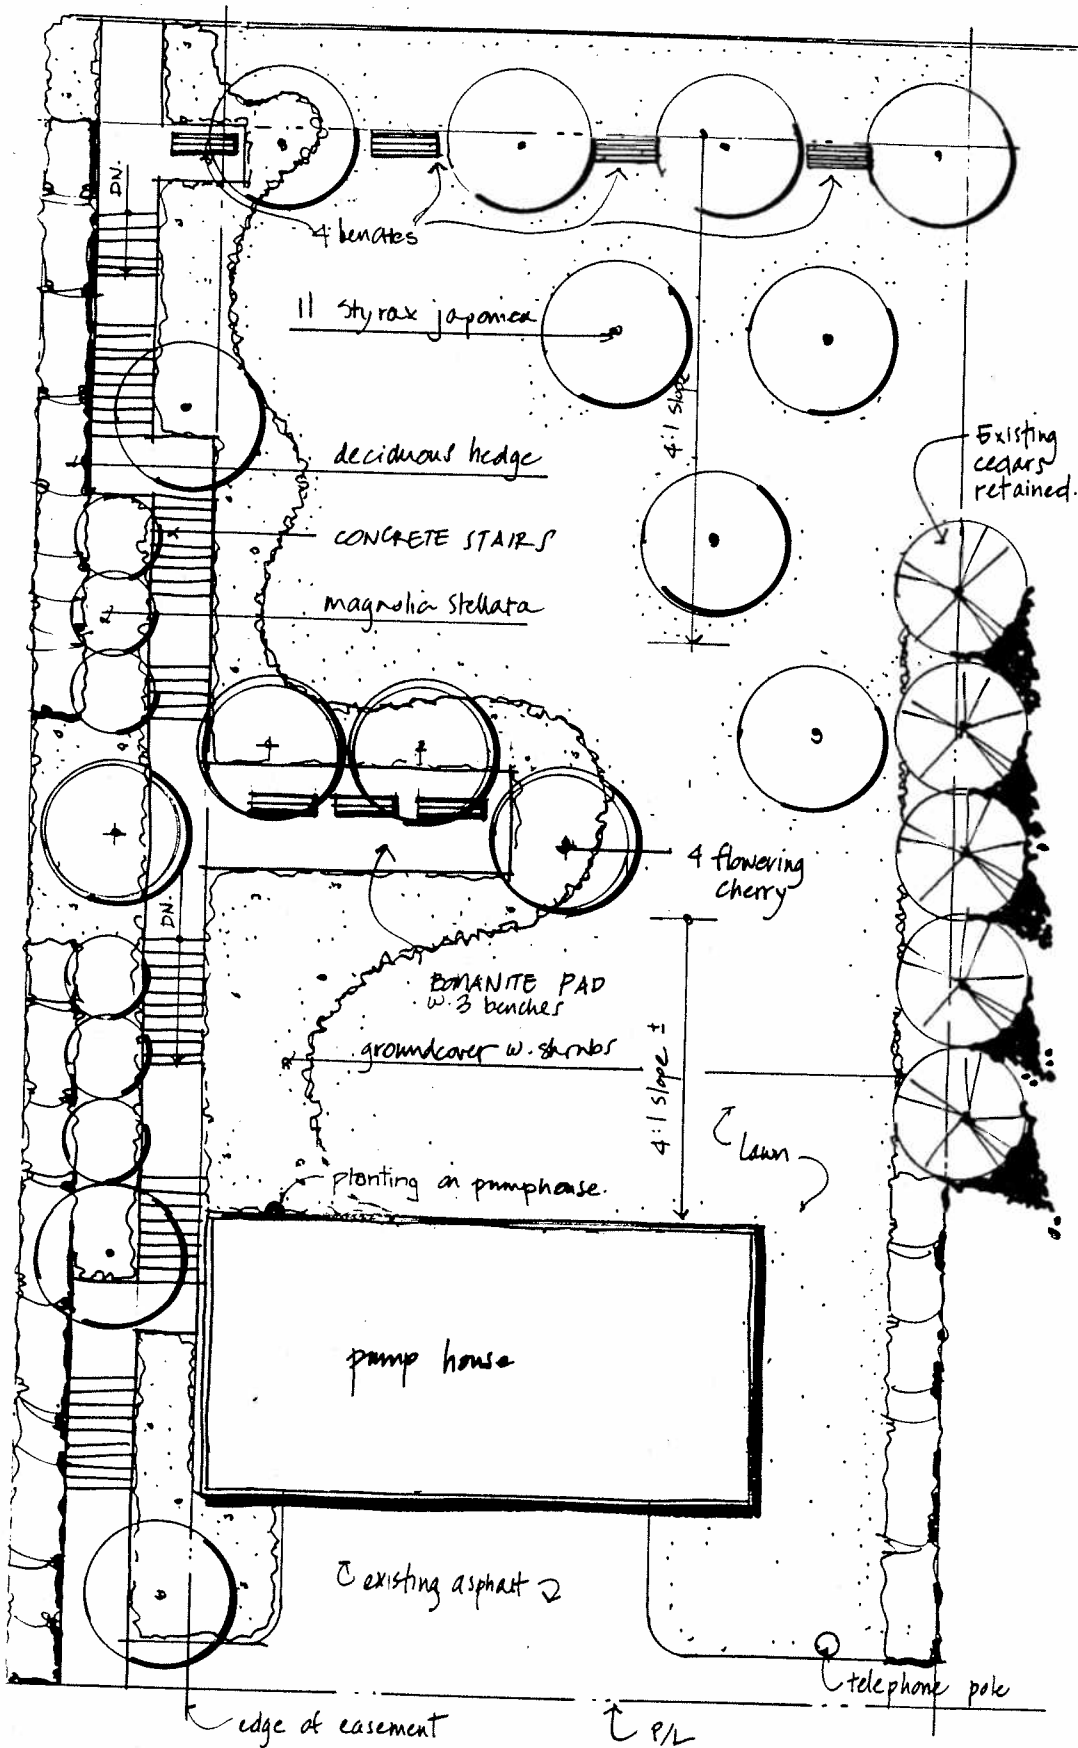 DN.
4 benches
11 Styrax japonica
4:1 slope
deciduous hedge
Existing
cedars
retained.
CONCRETE STAIRS
magnolia stellata
4 flowering
cherry
DN.
BOMANITE PAD
w. 3 benches
groundcover w. shrubs
4:1 slope ±
Lawn
planting on pumphouse.
pump house
existing asphalt
telephone pole
edge of easement
P/L